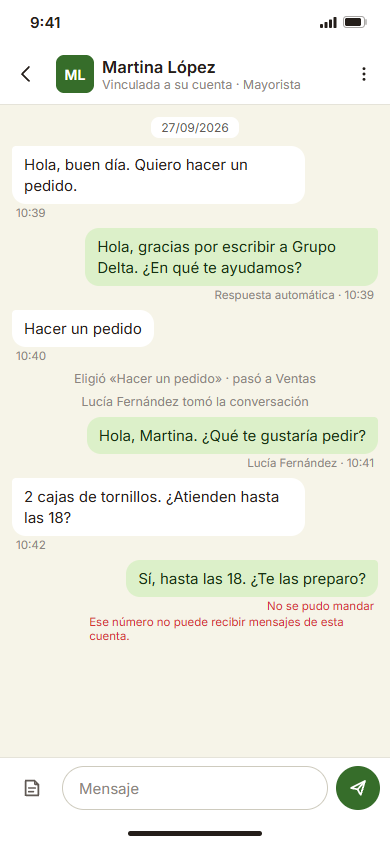 9:41
ML
Martina López
Vinculada a su cuenta · Mayorista
27/09/2026
Hola, buen día. Quiero hacer un
pedido.
10:39
Hola, gracias por escribir a Grupo
Delta. ¿En qué te ayudamos?
Respuesta automática · 10:39
Hacer un pedido
10:40
Eligió «Hacer un pedido» · pasó a Ventas
Lucía Fernández tomó la conversación
Hola, Martina. ¿Qué te gustaría pedir?
Lucía Fernández · 10:41
2 cajas de tornillos. ¿Atienden hasta
las 18?
10:42
Sí, hasta las 18. ¿Te las preparo?
No se pudo mandar
Ese número no puede recibir mensajes de esta
cuenta.
Mensaje